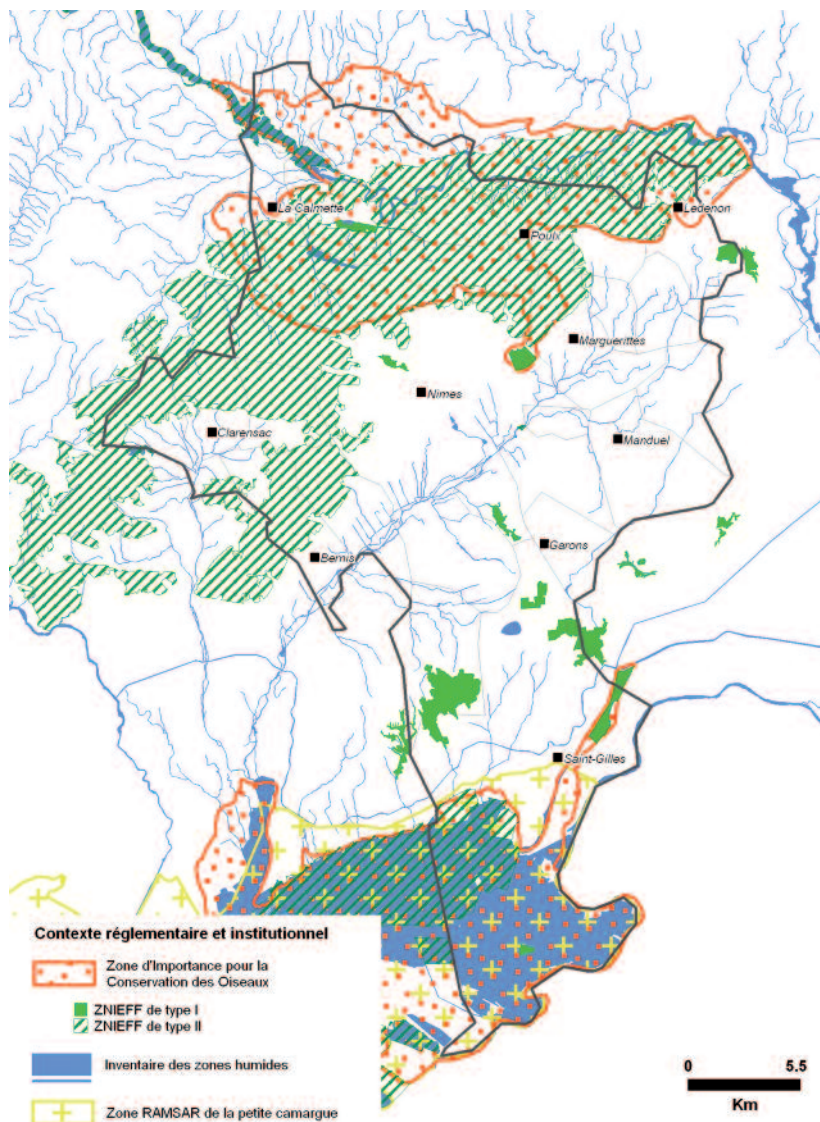 La Calmette
Ledenon
Poulx
Marguerittes
Nimes
Clarensac
Manduel
Garons
Bernis
Saint-Gilles
Contexte réglementaire et institutionnel
Zone d'Importance pour la
Conservation des Oiseaux
ZNIEFF de type I
ZNIEFF de type II
Inventaire des zones humides
Zone RAMSAR de la petite camargue
0 5.5
Km